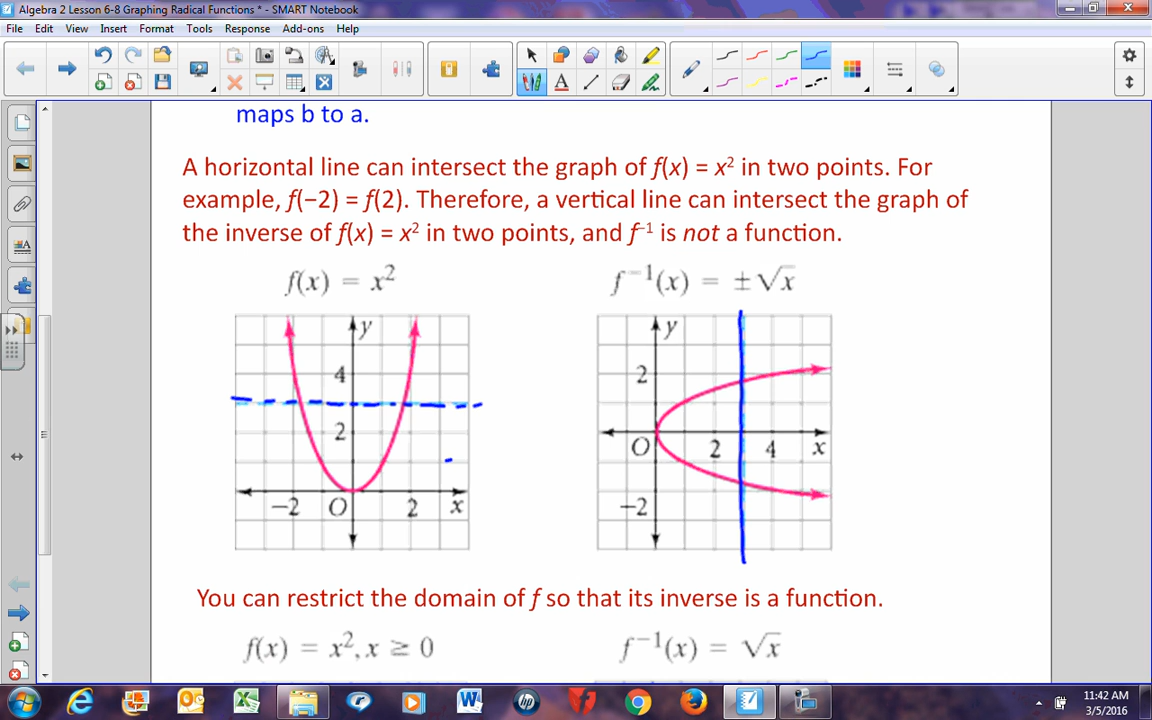 Algebra 2 Lesson 6-8 Graphing Radical Functions * - SMART Notebook
File Edit View Insert Format Tools Response Add-ons Help
maps b to a.
A horizontal line can intersect the graph of f(x) = x² in two points. For
example, f(−2) = f(2). Therefore, a vertical line can intersect the graph of
the inverse of f(x) = x² in two points, and f⁻¹ is not a function.
f(x) = x²
f⁻¹(x) = ±√x
y
4
2
−2 O 2 x
y
2
O 2 4 x
−2
You can restrict the domain of f so that its inverse is a function.
f(x) = x², x ≥ 0
f⁻¹(x) = √x
11:42 AM
3/5/2016